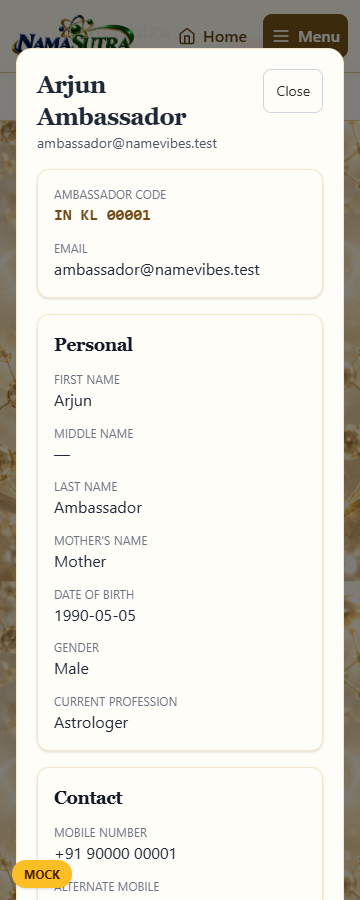 NAMASUTRA
Home
Menu
Arjun
Ambassador
Close
ambassador@namevibes.test
AMBASSADOR CODE
IN KL 00001
EMAIL
ambassador@namevibes.test
Personal
FIRST NAME
Arjun
MIDDLE NAME
—
LAST NAME
Ambassador
MOTHER'S NAME
Mother
DATE OF BIRTH
1990-05-05
GENDER
Male
CURRENT PROFESSION
Astrologer
Contact
MOBILE NUMBER
+91 90000 00001
MOCK
ALTERNATE MOBILE